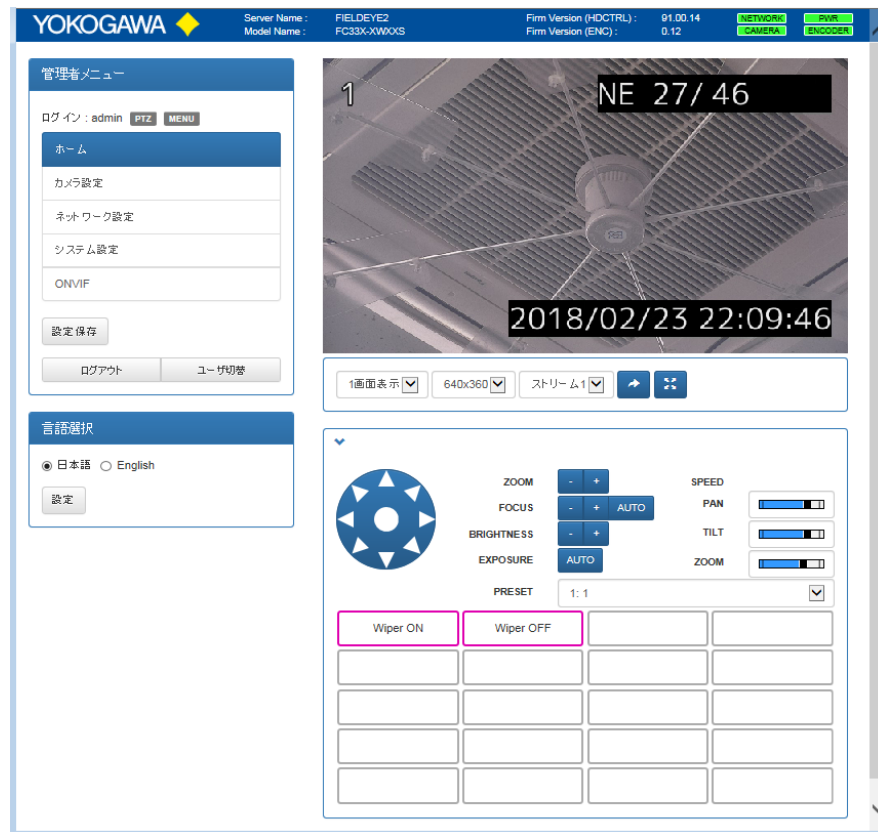 YOKOGAWA
Server Name : FIELDEYE2
Model Name : FC33X-XWXXS
Firm Version (HDCTRL) : 91.00.14
Firm Version (ENC) : 0.12
NETWORK PWR
CAMERA ENCODER
管理者メニュー
ログイン : admin PTZ MENU
ホーム
カメラ設定
ネットワーク設定
システム設定
ONVIF
設定保存
ログアウト ユーザ切替
言語選択
日本語 English
設定
1 NE 27/ 46
2018/02/23 22:09:46
1画面表示 640x360 ストリーム1
ZOOM - + SPEED
FOCUS - + AUTO PAN
BRIGHTNESS - + TILT
EXPOSURE AUTO ZOOM
PRESET 1: 1
Wiper ON Wiper OFF